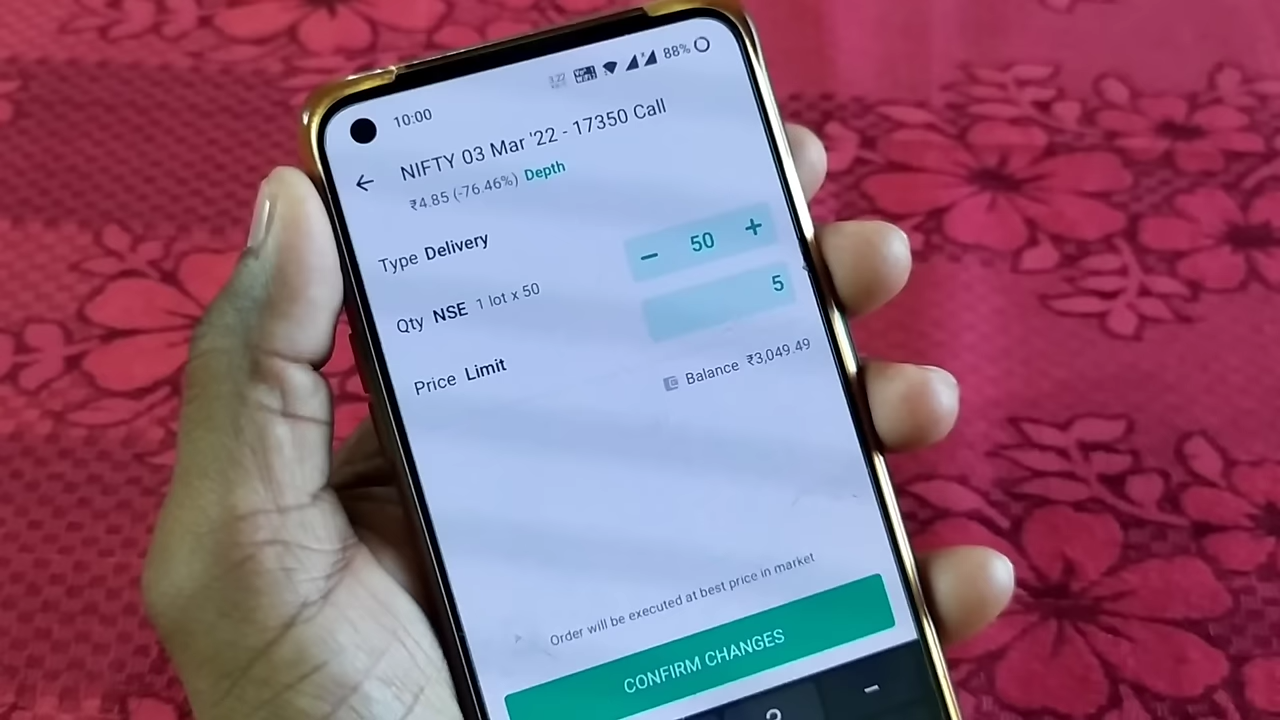 10:00
88%
NIFTY 03 Mar '22 - 17350 Call
₹4.85 (-76.46%) Depth
Type Delivery
− 50 +
Qty NSE 1 lot x 50
5
Price Limit
Balance ₹3,049.49
Order will be executed at best price in market
CONFIRM CHANGES
−